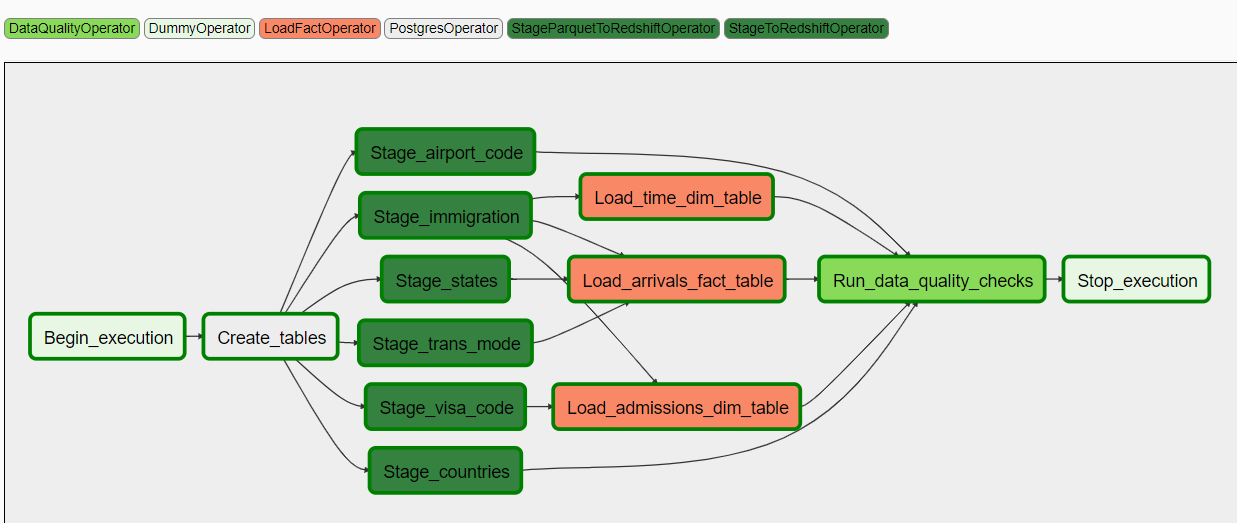 DataQualityOperator DummyOperator LoadFactOperator PostgresOperator StageParquetToRedshiftOperator StageToRedshiftOperator
Stage_airport_code
Load_time_dim_table
Stage_immigration
Stage_states
Load_arrivals_fact_table
Run_data_quality_checks
Stop_execution
Begin_execution
Create_tables
Stage_trans_mode
Stage_visa_code
Load_admissions_dim_table
Stage_countries